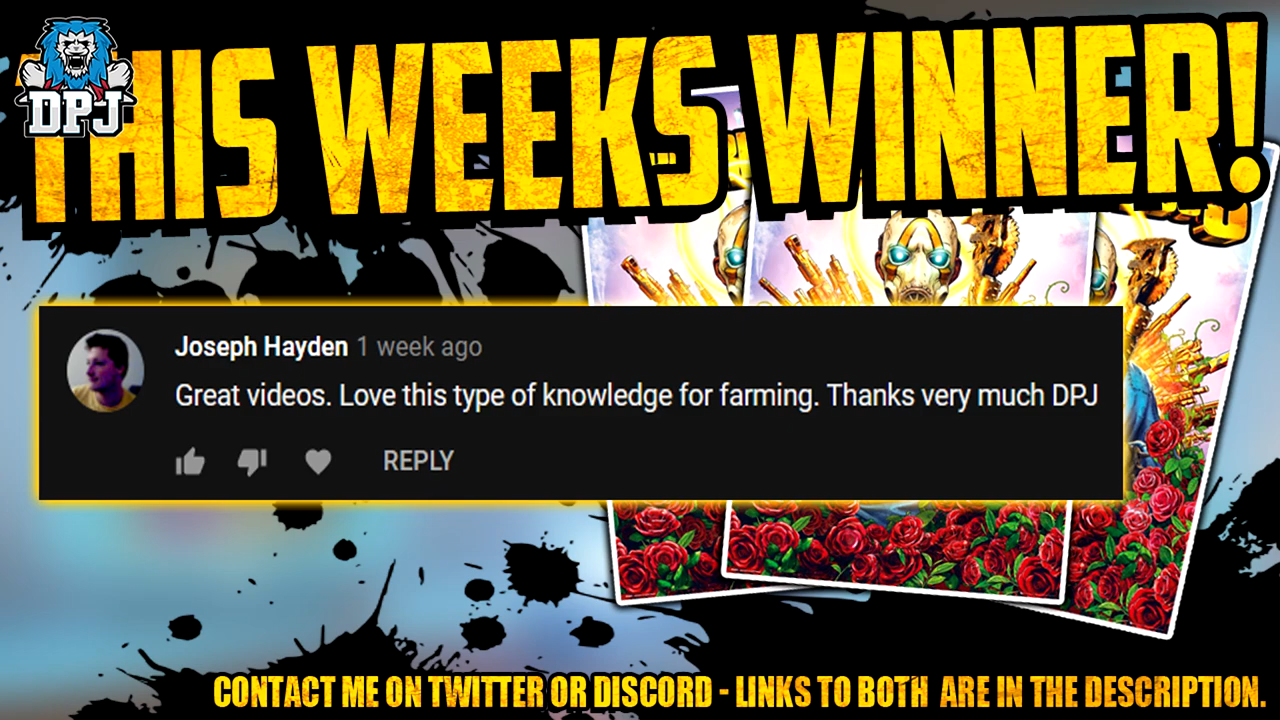 DPJ
THIS WEEKS WINNER!
Joseph Hayden 1 week ago
Great videos. Love this type of knowledge for farming. Thanks very much DPJ
REPLY
CONTACT ME ON TWITTER OR DISCORD - LINKS TO BOTH ARE IN THE DESCRIPTION.